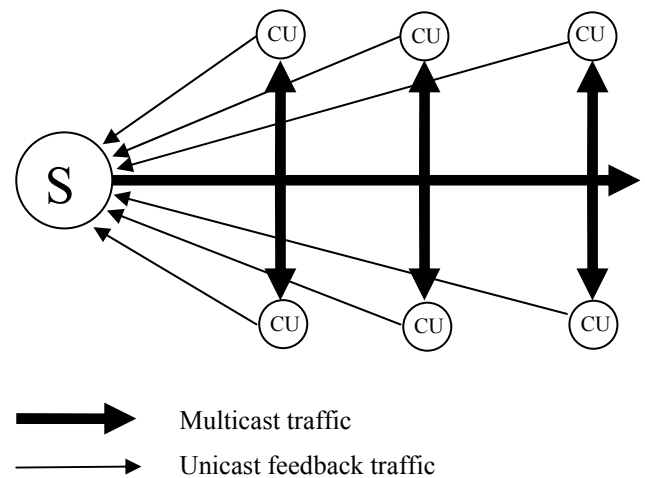 CU CU CU
S
CU CU CU
Multicast traffic
Unicast feedback traffic